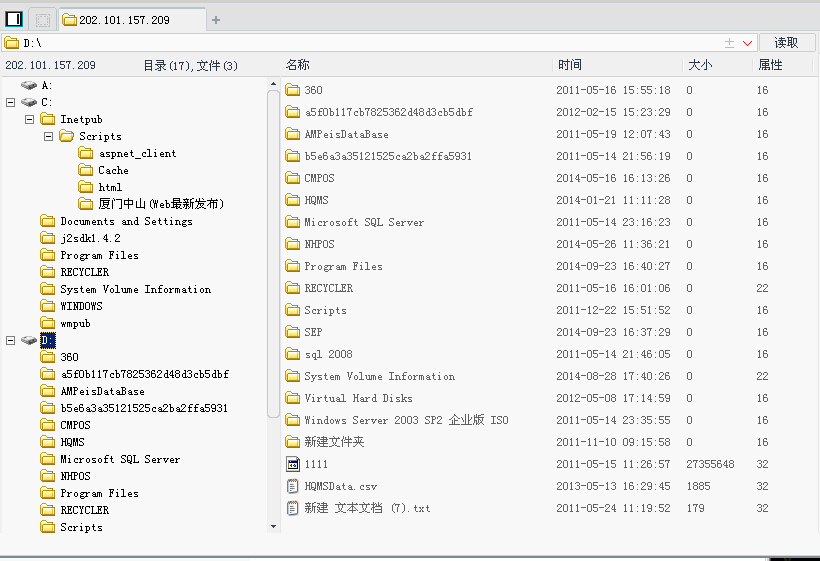 202.101.157.209
D:\
读取
202.101.157.209 目录(17),文件(3)
A:
C:
Inetpub
Scripts
aspnet_client
Cache
html
厦门中山(Web最新发布)
Documents and Settings
j2sdk1.4.2
Program Files
RECYCLER
System Volume Information
WINDOWS
wmpub
D:
360
a5f0b117cb7825362d48d3cb5dbf
AMPeisDataBase
b5e6a3a35121525ca2ba2ffa5931
CMPOS
HQMS
Microsoft SQL Server
NHPOS
Program Files
RECYCLER
Scripts
名称 时间 大小 属性
360 2011-05-16 15:55:18 0 16
a5f0b117cb7825362d48d3cb5dbf 2012-02-15 15:23:29 0 16
AMPeisDataBase 2011-05-19 12:07:43 0 16
b5e6a3a35121525ca2ba2ffa5931 2011-05-14 21:56:19 0 16
CMPOS 2014-05-16 16:13:26 0 16
HQMS 2014-01-21 11:11:28 0 16
Microsoft SQL Server 2011-05-14 23:16:23 0 16
NHPOS 2014-05-26 11:36:21 0 16
Program Files 2014-09-23 16:40:27 0 16
RECYCLER 2011-05-16 16:01:06 0 22
Scripts 2011-12-22 15:51:52 0 16
SEP 2014-09-23 16:37:29 0 16
sql 2008 2011-05-14 21:46:05 0 16
System Volume Information 2014-08-28 17:40:26 0 22
Virtual Hard Disks 2012-05-08 17:14:59 0 16
Windows Server 2003 SP2 企业版 ISO 2011-05-14 23:35:55 0 16
新建文件夹 2011-11-10 09:15:58 0 16
1111 2011-05-15 11:26:57 27355648 32
HQMSData.csv 2013-05-13 16:29:45 1885 32
新建 文本文档 (7).txt 2011-05-24 11:19:52 179 32